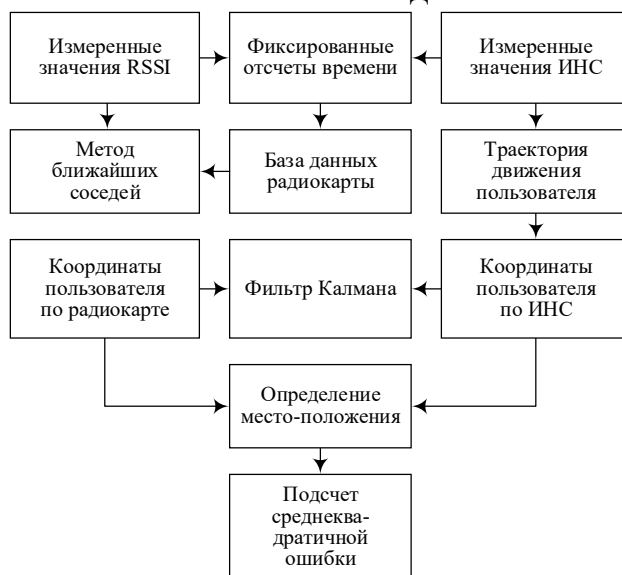 Измеренные
значения RSSI
Фиксированные
отсчеты времени
Измеренные
значения ИНС
Метод
ближайших
соседей
База данных
радиокарты
Траектория
движения
пользователя
Координаты
пользователя
по радиокарте
Фильтр Калмана
Координаты
пользователя
по ИНС
Определение
место-положения
Подсчет
среднеква-
дратичной
ошибки